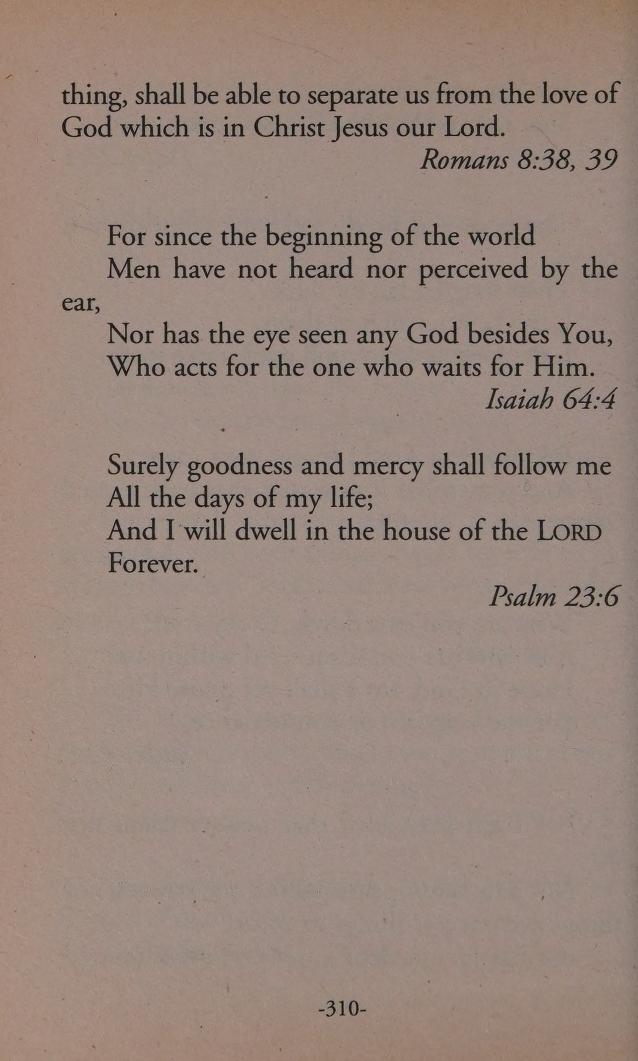 thing, shall be able to separate us from the love of
God which is in Christ Jesus our Lord.
Romans 8:38, 39
For since the beginning of the world
Men have not heard nor perceived by the
ear,
Nor has the eye seen any God besides You,
Who acts for the one who waits for Him.
Isaiah 64:4
Surely goodness and mercy shall follow me
All the days of my life;
And I will dwell in the house of the LORD
Forever.
Psalm 23:6
-310-